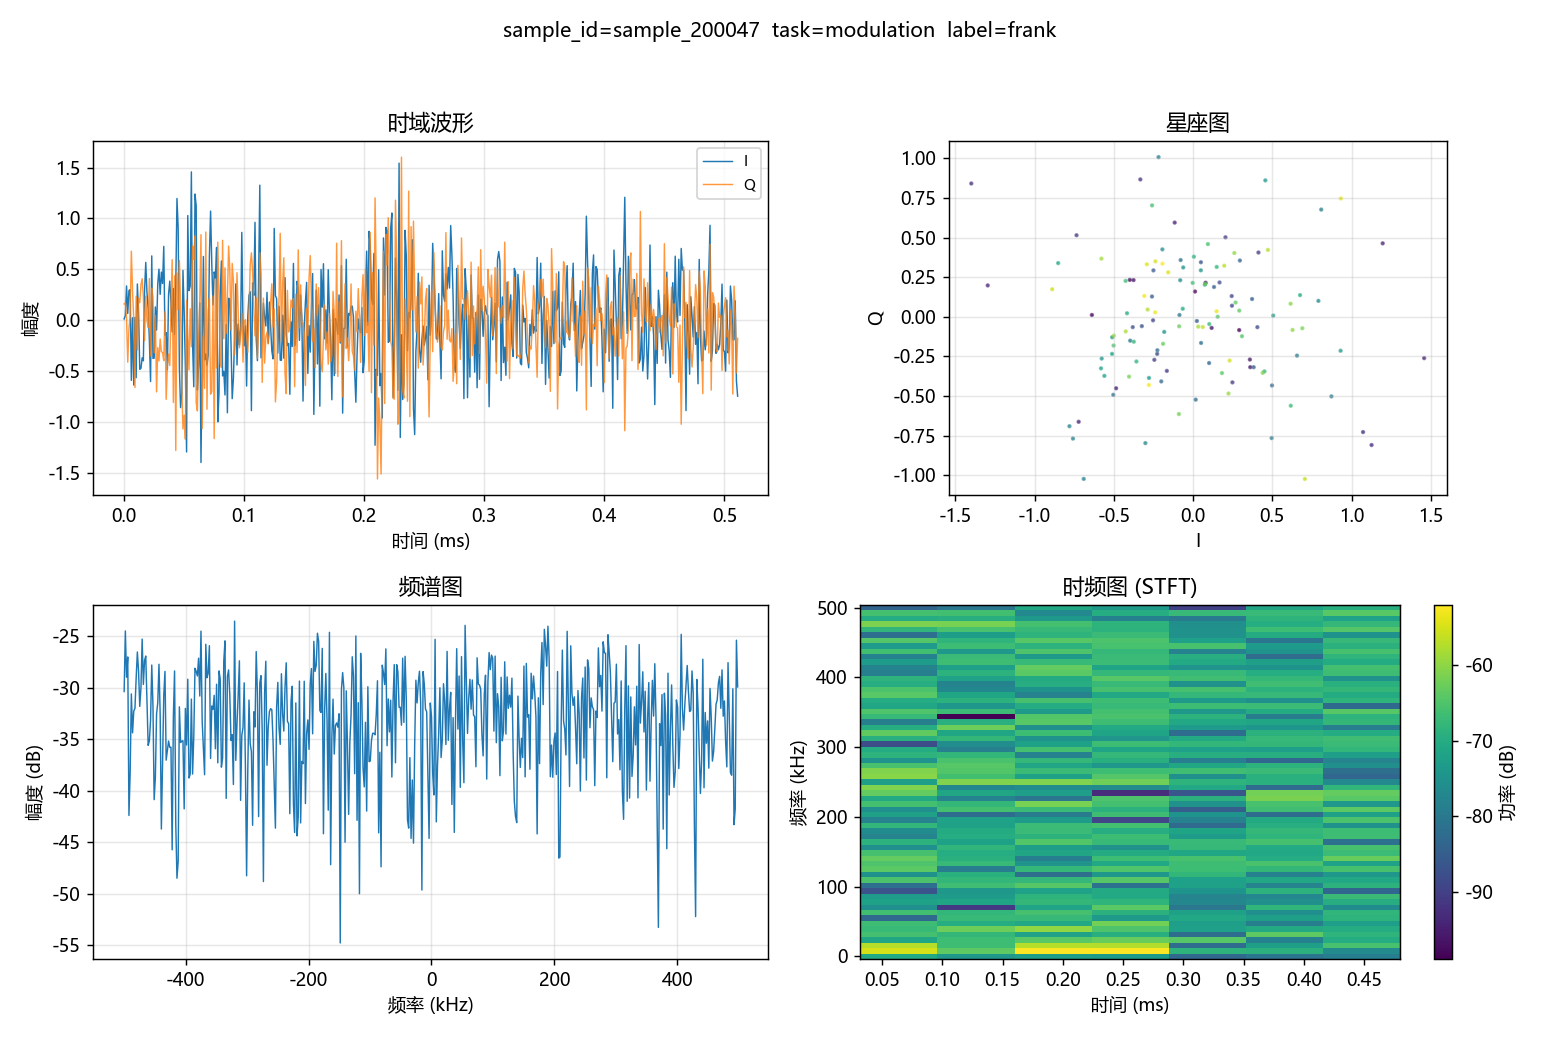 sample_id=sample_200047 task=modulation label=frank
时域波形
幅度
1.5
1.0
0.5
0.0
-0.5
-1.0
-1.5
I
Q
0.0 0.1 0.2 0.3 0.4 0.5
时间 (ms)
星座图
Q
1.00
0.75
0.50
0.25
0.00
-0.25
-0.50
-0.75
-1.00
-1.5 -1.0 -0.5 0.0 0.5 1.0 1.5
I
频谱图
幅度 (dB)
-25
-30
-35
-40
-45
-50
-55
-400 -200 0 200 400
频率 (kHz)
时频图 (STFT)
频率 (kHz)
500
400
300
200
100
0
0.05 0.10 0.15 0.20 0.25 0.30 0.35 0.40 0.45
时间 (ms)
-60
-70
-80
-90
功率 (dB)